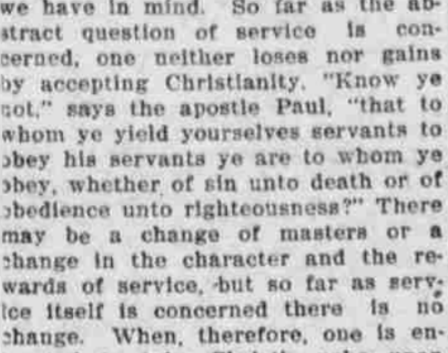 we have in mind. So far as the ab-
stract question of service is con-
cerned, one neither loses nor gains
by accepting Christianity. "Know ye
not," says the apostle Paul, "that to
whom ye yield yourselves servants to
obey his servants ye are to whom ye
obey, whether of sin unto death or of
obedience unto righteousness?" There
may be a change of masters or a
change in the character and the re-
wards of service, but so far as serv-
ice itself is concerned there is no
change. When, therefore, one is en-